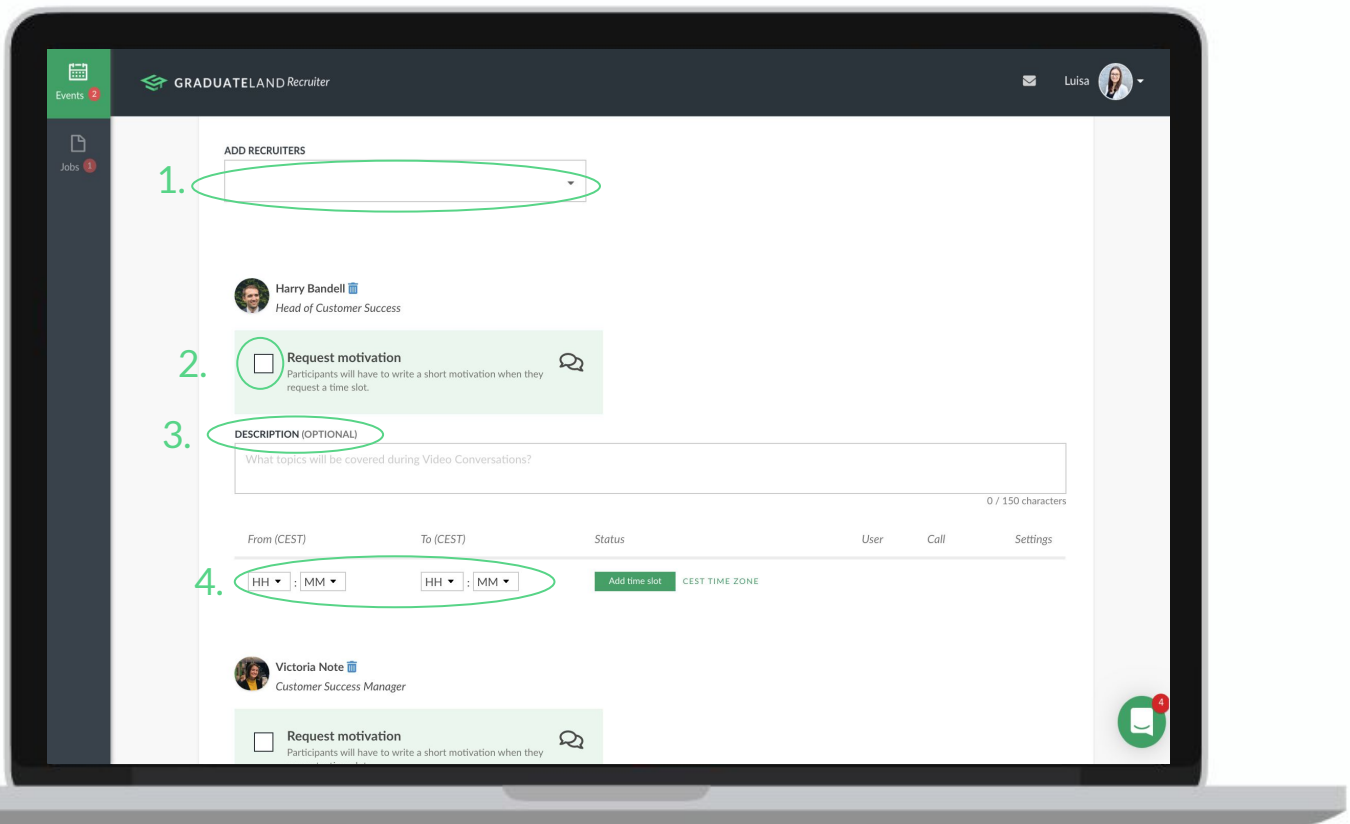 Events 2
GRADUATELAND Recruiter
Luisa
Jobs 1
ADD RECRUITERS
1.
Harry Bandell
Head of Customer Success
2.
Request motivation
Participants will have to write a short motivation when they
request a time slot.
3.
DESCRIPTION (OPTIONAL)
What topics will be covered during Video Conversations?
0 / 150 characters
From (CEST) To (CEST) Status User Call Settings
4.
HH : MM HH : MM Add time slot CEST TIME ZONE
Victoria Note
Customer Success Manager
4
Request motivation
Participants will have to write a short motivation when they